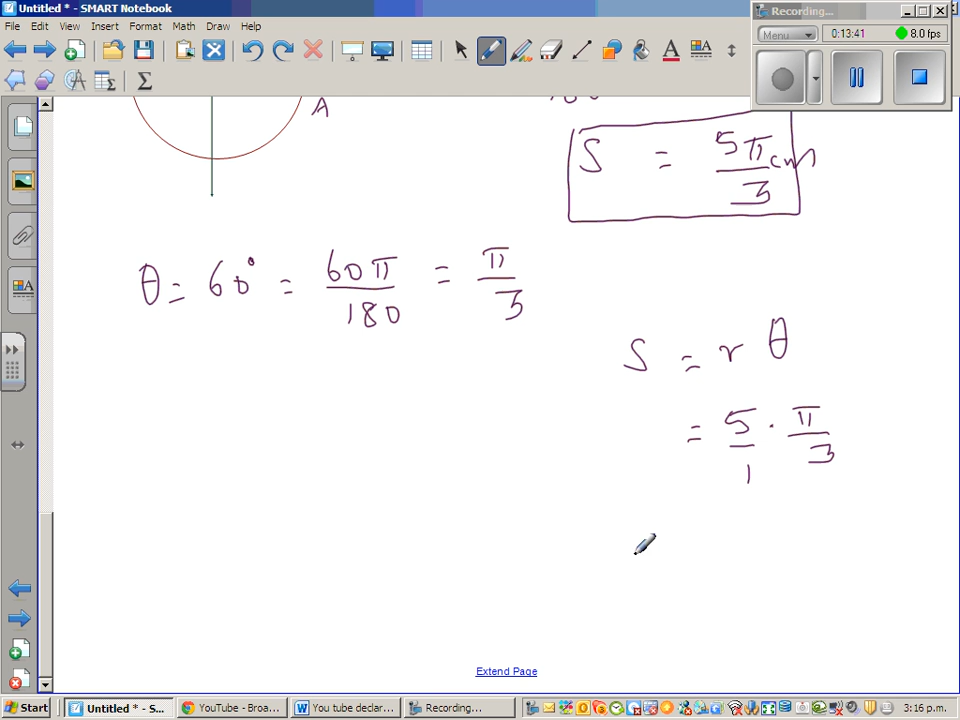 Untitled * - SMART Notebook
Recording...
File Edit View Insert Format Math Draw Help
Menu 0:13:41 8.0 fps
A
S = 5π/3 cm
θ = 60° = 60π/180 = π/3
S = r θ
= 5/1 · π/3
Extend Page
Start Untitled * - S... YouTube - Broa... You tube declar... Recording... 3:16 p.m.